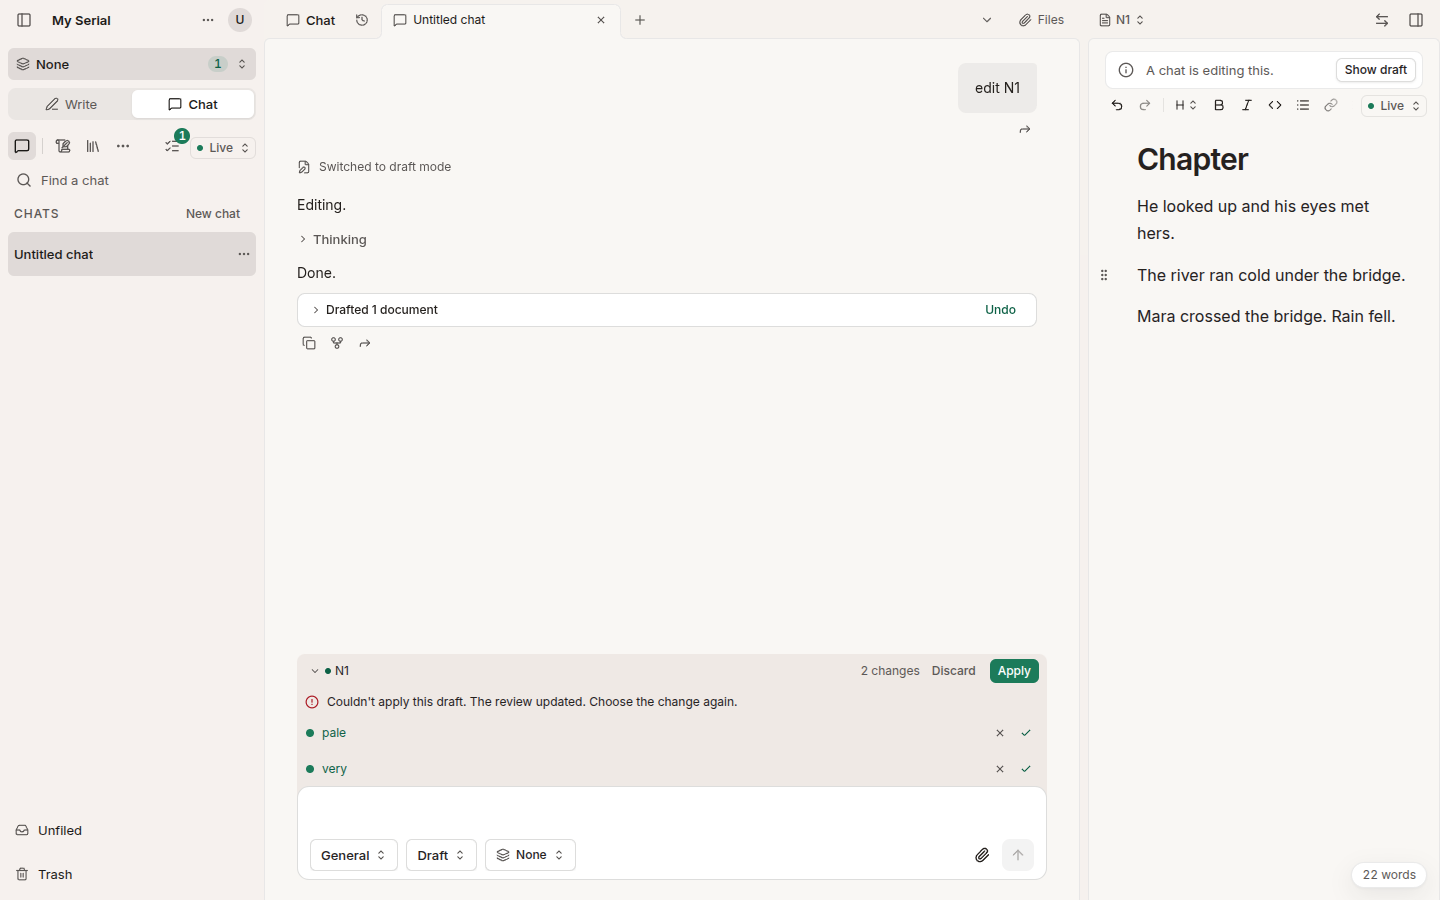 My Serial
U
Chat
Untitled chat
Files
N1
None
1
Write
Chat
1
Live
Find a chat
CHATS
New chat
Untitled chat
Unfiled
Trash
edit N1
Switched to draft mode
Editing.
Thinking
Done.
Drafted 1 document
Undo
N1
2 changes
Discard
Apply
Couldn't apply this draft. The review updated. Choose the change again.
pale
very
General
Draft
None
A chat is editing this.
Show draft
H
B
I
Live
Chapter
He looked up and his eyes met
hers.
The river ran cold under the bridge.
Mara crossed the bridge. Rain fell.
22 words